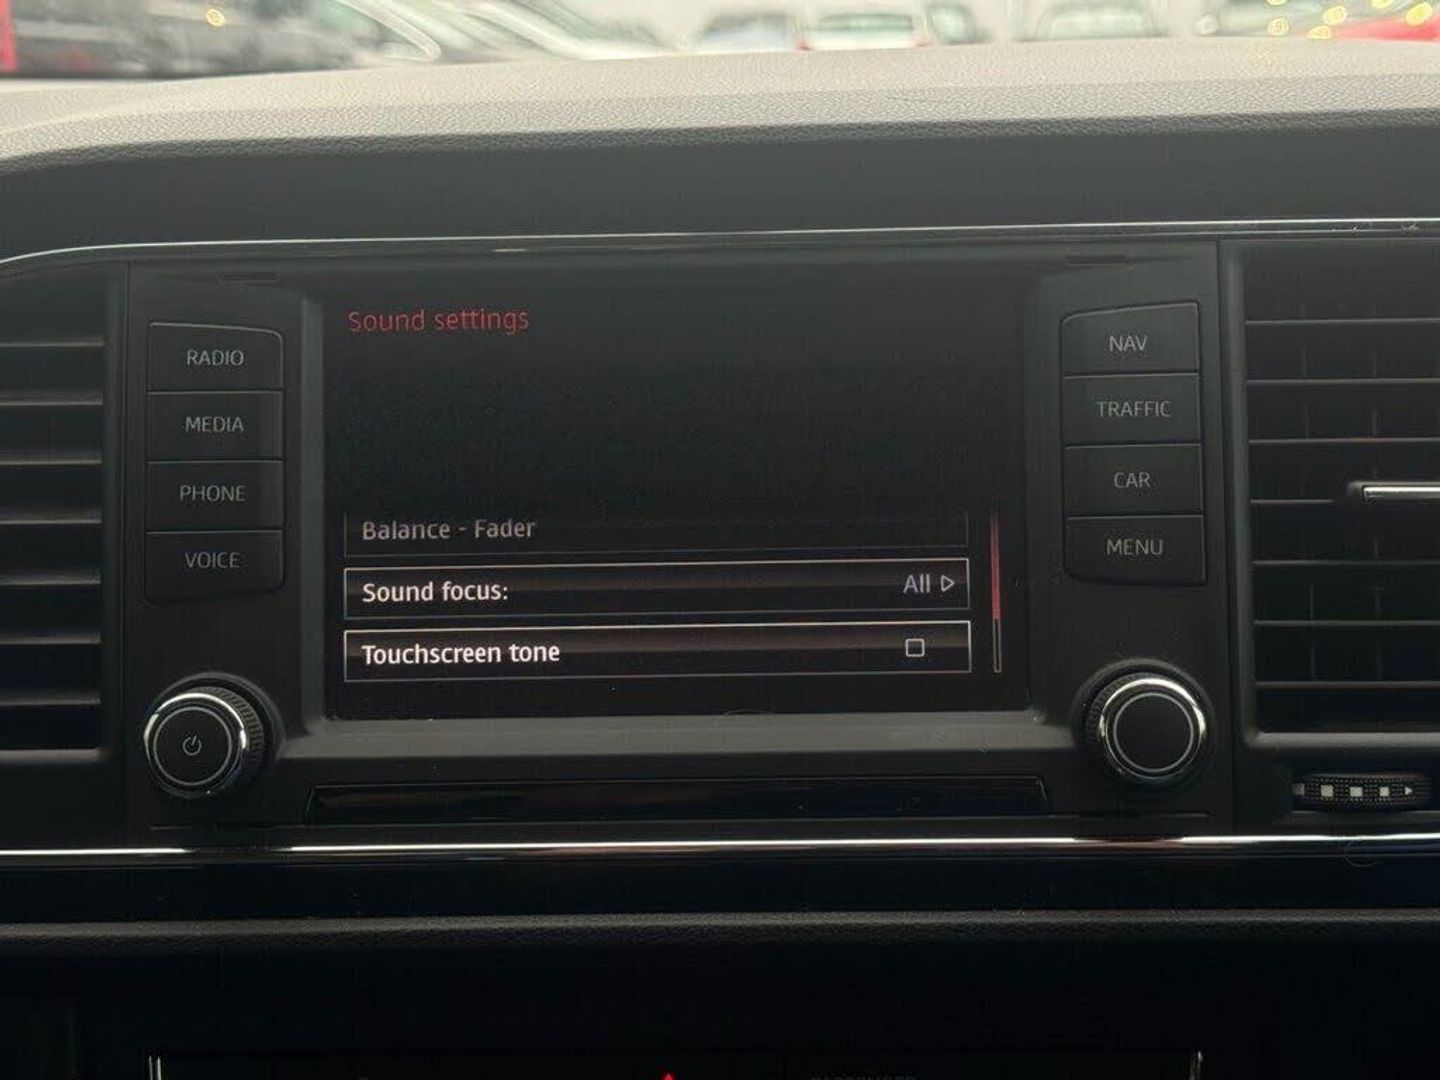 Sound settings
RADIO
MEDIA
PHONE
VOICE
Balance - Fader
Sound focus: All
Touchscreen tone
NAV
TRAFFIC
CAR
MENU